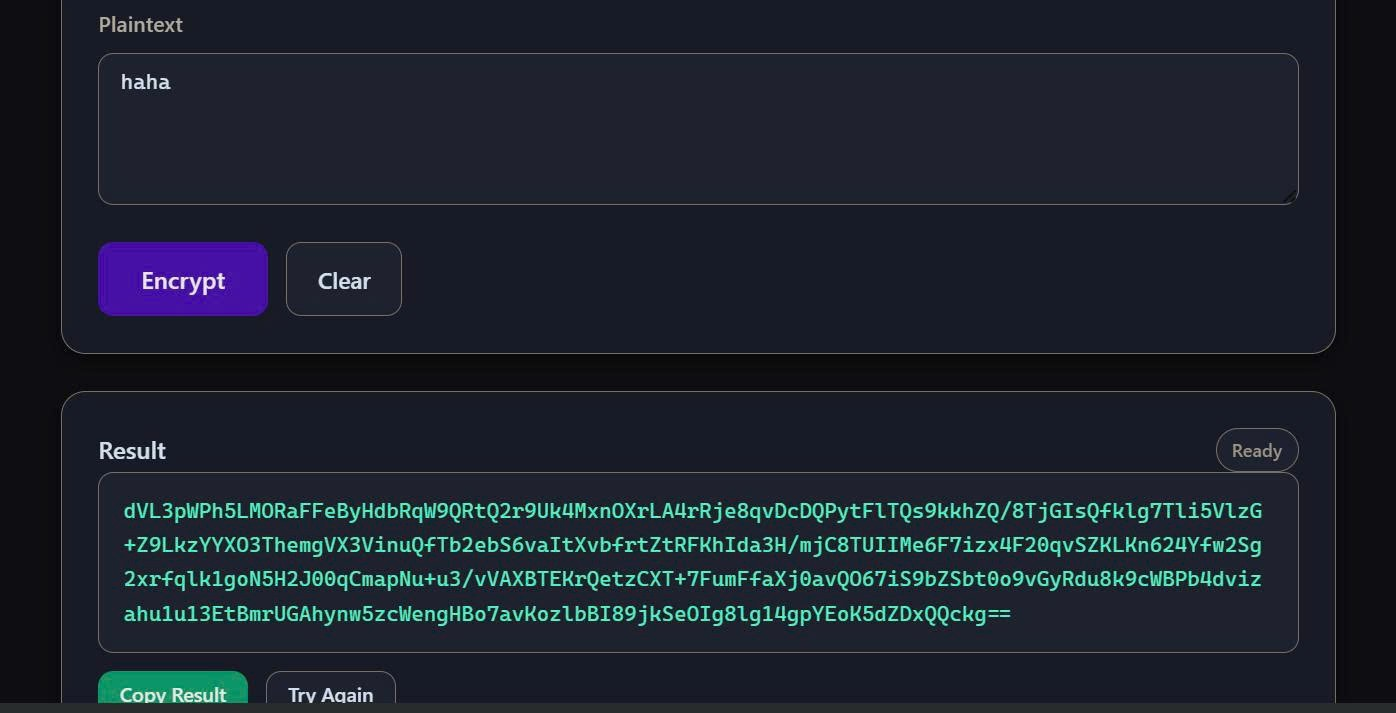 Plaintext
haha
Encrypt
Clear
Result
Ready
dVL3pWPh5LMORaFFeByHdbRqW9QRtQ2r9Uk4MxnOXrLA4rRje8qvDcDQPytFlTQs9kkhZQ/8TjGIsQfklg7Tli5VlzG
+Z9LkzYYXO3ThemgVX3VinuQfTb2ebS6vaItXvbfrtZtRFKhIda3H/mjC8TUIIMe6F7izx4F20qvSZKLKn624Yfw2Sg
2xrfqlk1goN5H2J00qCmapNu+u3/vVAXBTEKrQetzCXT+7FumFfaXj0avQO67iS9bZSbt0o9vGyRdu8k9cWBPb4dviz
ahu1u13EtBmrUGAhynw5zcWengHBo7avKozlbBI89jkSeOIg8lg14gpYEoK5dZDxQQckg==
Copy Result
Try Again